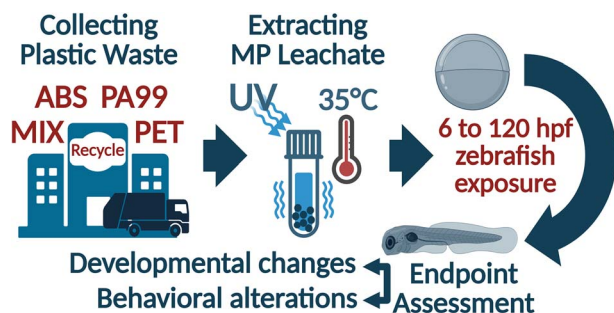 Collecting
Plastic Waste
ABS PA99
MIX PET
Recycle
Extracting
MP Leachate
UV 35°C
6 to 120 hpf
zebrafish
exposure
Endpoint
Assessment
Developmental changes
Behavioral alterations